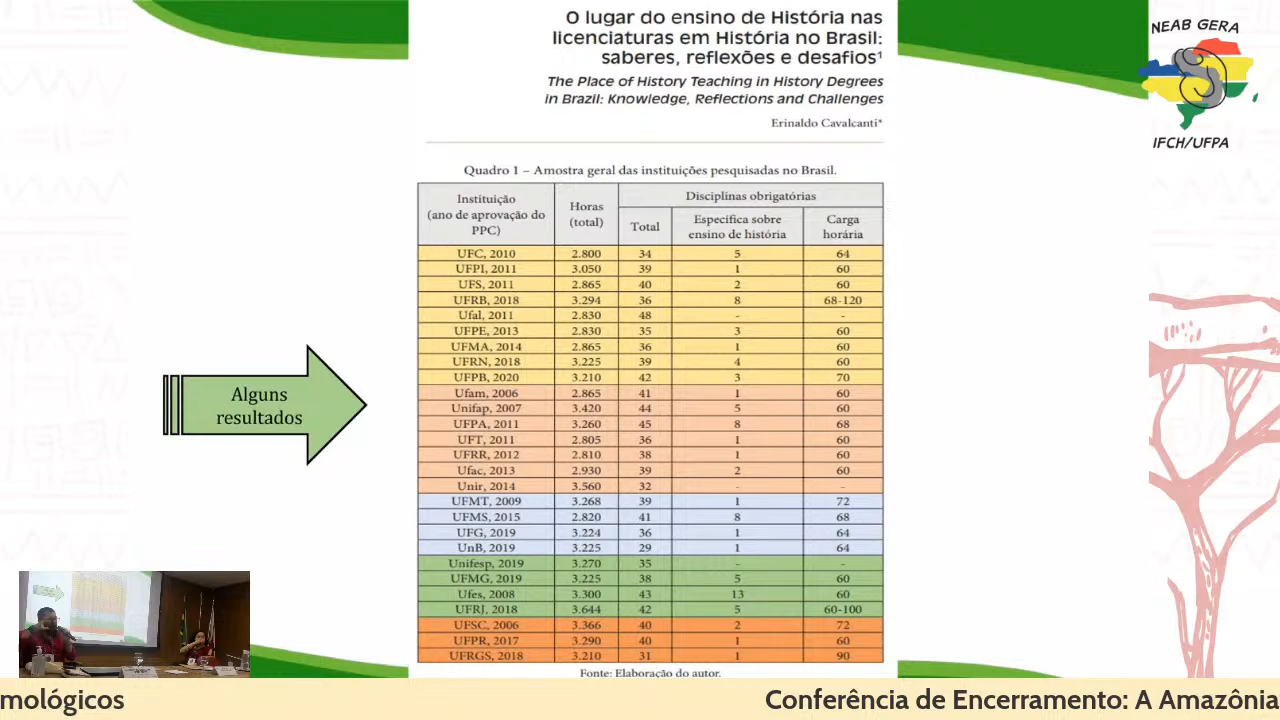 O lugar do ensino de História nas
licenciaturas em História no Brasil:
saberes, reflexões e desafios¹
The Place of History Teaching in History Degrees
in Brazil: Knowledge, Reflections and Challenges
Erinaldo Cavalcanti*
NEAB GERA
IFCH/UFPA
Quadro 1 – Amostra geral das instituições pesquisadas no Brasil.
Instituição
(ano de aprovação do
PPC)
Horas
(total)
Disciplinas obrigatórias
Total
Específica sobre
ensino de história
Carga
horária
UFC, 2010 2.800 34 5 64
UFPI, 2011 3.050 39 1 60
UFS, 2011 2.865 40 2 60
UFRB, 2018 3.294 36 8 68-120
Ufal, 2011 2.830 48 - -
UFPE, 2013 2.830 35 3 60
UFMA, 2014 2.865 36 1 60
UFRN, 2018 3.225 39 4 60
UFPB, 2020 3.210 42 3 70
Ufam, 2006 2.865 41 1 60
Unifap, 2007 3.420 44 5 60
UFPA, 2011 3.260 45 8 68
UFT, 2011 2.805 36 1 60
UFRR, 2012 2.810 38 1 60
Ufac, 2013 2.930 39 2 60
Unir, 2014 3.560 32 - -
UFMT, 2009 3.268 39 1 72
UFMS, 2015 2.820 41 8 68
UFG, 2019 3.224 36 1 64
UnB, 2019 3.225 29 1 64
Unifesp, 2019 3.270 35 - -
UFMG, 2019 3.225 38 5 60
Ufes, 2008 3.300 43 13 60
UFRJ, 2018 3.644 42 5 60-100
UFSC, 2006 3.366 40 2 72
UFPR, 2017 3.290 40 1 60
UFRGS, 2018 3.210 31 1 90
Fonte: Elaboração do autor.
Alguns
resultados
mológicos
Conferência de Encerramento: A Amazônia